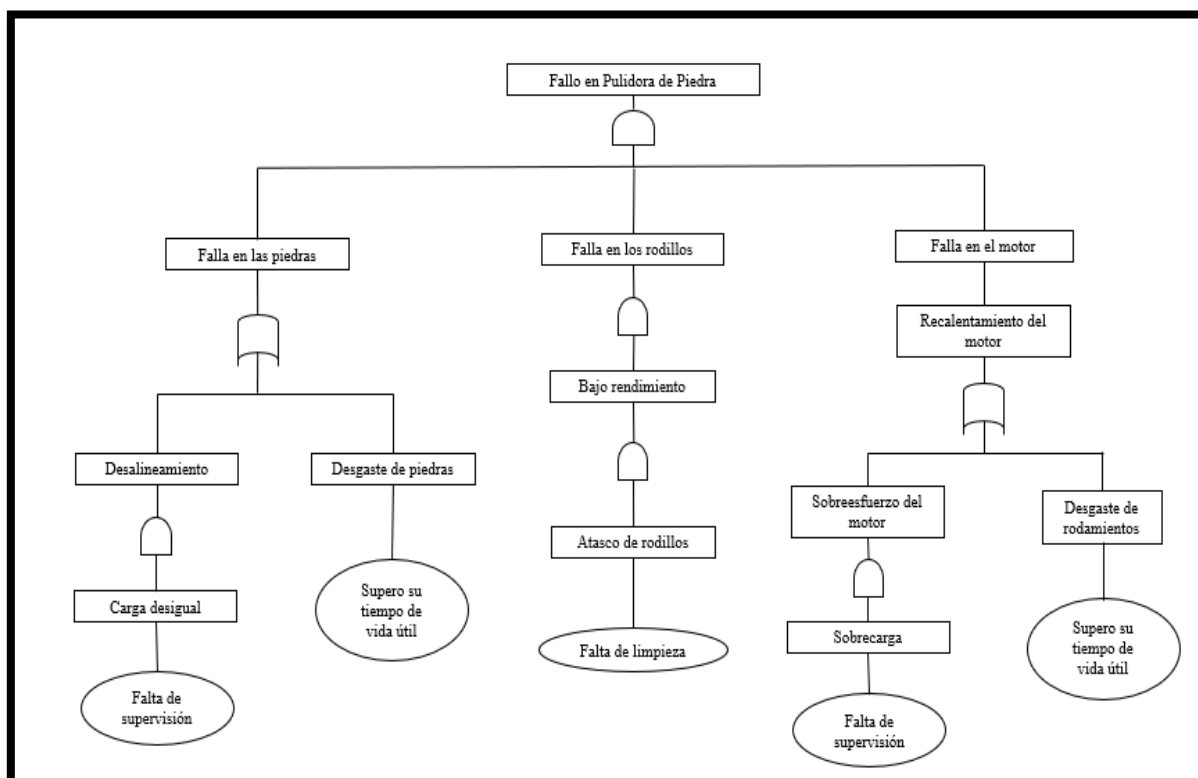 Fallo en Pulidora de Piedra
Falla en las piedras
Falla en los rodillos
Falla en el motor
Recalentamiento del
motor
Bajo rendimiento
Desalineamiento
Desgaste de piedras
Sobreesfuerzo del
motor
Desgaste de
rodamientos
Atasco de rodillos
Carga desigual
Supero su
tiempo de
vida útil
Falta de limpieza
Sobrecarga
Supero su
tiempo de
vida útil
Falta de
supervisión
Falta de
supervisión